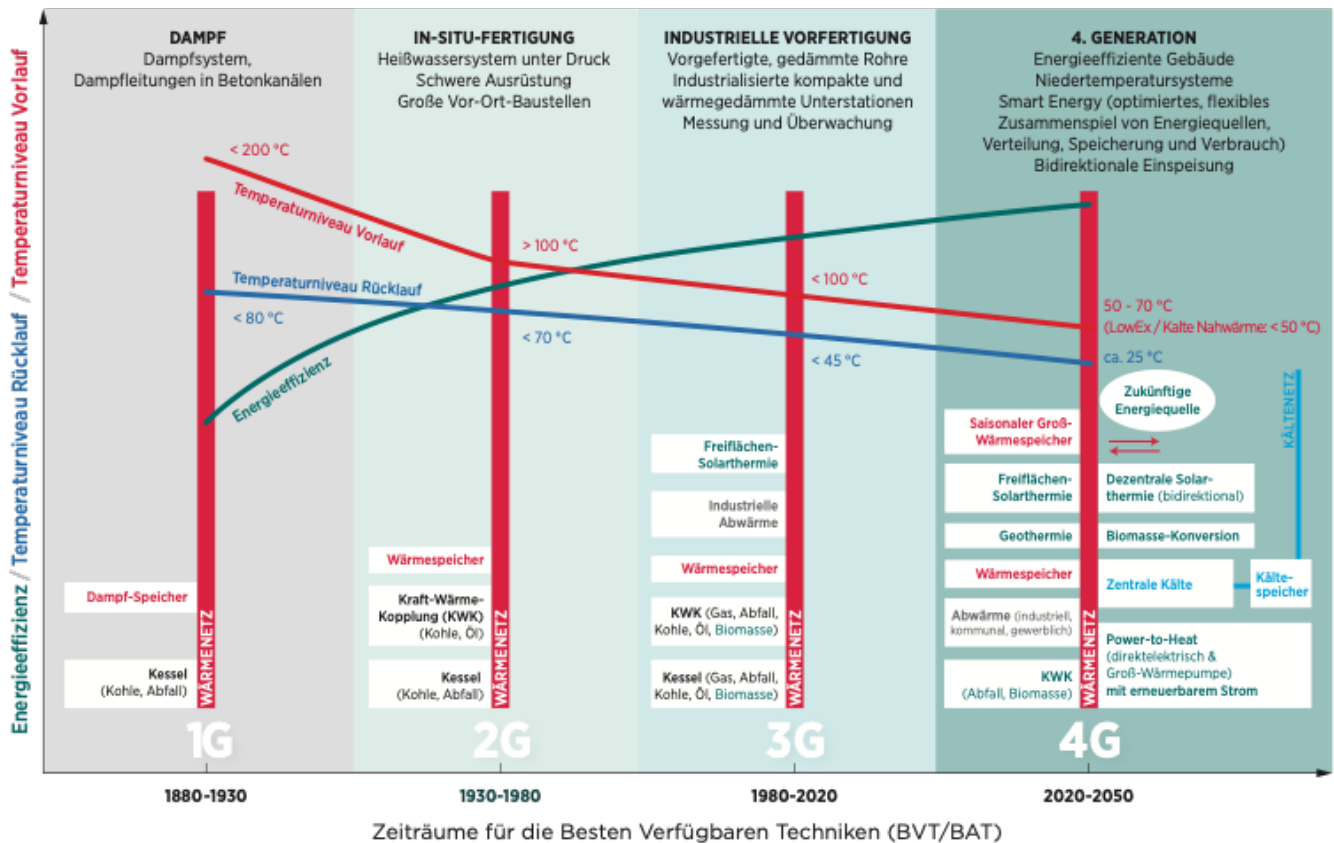 Energieeffizienz / Temperaturniveau Rücklauf / Temperaturniveau Vorlauf
DAMPF
Dampfsystem,
Dampfleitungen in Betonkanälen
IN-SITU-FERTIGUNG
Heißwassersystem unter Druck
Schwere Ausrüstung
Große Vor-Ort-Baustellen
INDUSTRIELLE VORFERTIGUNG
Vorgefertigte, gedämmte Rohre
Industrialisierte kompakte und
wärmegedämmte Unterstationen
Messung und Überwachung
4. GENERATION
Energieeffiziente Gebäude
Niedertemperatursysteme
Smart Energy (optimiertes, flexibles
Zusammenspiel von Energiequellen,
Verteilung, Speicherung und Verbrauch)
Bidirektionale Einspeisung
< 200 °C
Temperaturniveau Vorlauf
Temperaturniveau Rücklauf
< 80 °C
Energieeffizienz
Dampf-Speicher
Kessel
(Kohle, Abfall)
WÄRMENETZ
1G
> 100 °C
< 70 °C
Wärmespeicher
Kraft-Wärme-
Kopplung (KWK)
(Kohle, Öl)
Kessel
(Kohle, Abfall)
WÄRMENETZ
2G
< 100 °C
< 45 °C
Freiflächen-
Solarthermie
Industrielle
Abwärme
Wärmespeicher
KWK (Gas, Abfall,
Kohle, Öl, Biomasse)
Kessel (Gas, Abfall,
Kohle, Öl, Biomasse)
WÄRMENETZ
3G
50 - 70 °C
(LowEx / Kalte Nahwärme: < 50 °C)
ca. 25 °C
Zukünftige
Energiequelle
Saisonaler Groß-
Wärmespeicher
Freiflächen-
Solarthermie
Geothermie
Wärmespeicher
Abwärme (industriell,
kommunal, gewerblich)
KWK
(Abfall, Biomasse)
WÄRMENETZ
Dezentrale Solar-
thermie (bidirektional)
Biomasse-Konversion
Zentrale Kälte
Kälte-
speicher
KÄLTENETZ
Power-to-Heat
(direktelektrisch &
Groß-Wärmepumpe)
mit erneuerbarem Strom
4G
1880-1930
1930-1980
1980-2020
2020-2050
Zeiträume für die Besten Verfügbaren Techniken (BVT/BAT)